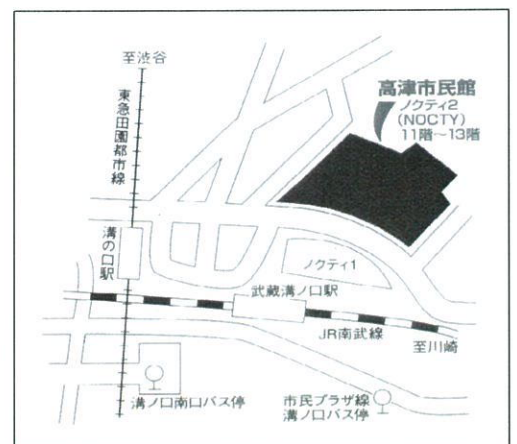 至渋谷
東急田園都市線
高津市民館
ノクティ2
(NOCTY)
11階〜13階
溝の口駅
ノクティ1
武蔵溝ノ口駅
JR南武線
至川崎
溝ノ口南口バス停
市民プラザ線
溝ノ口バス停